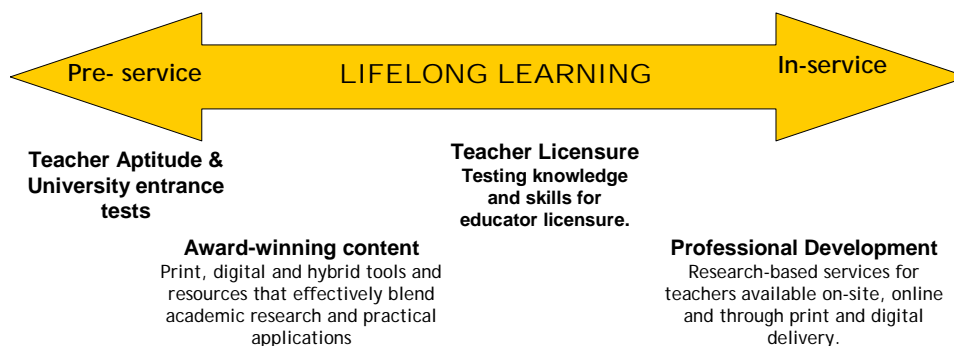 Pre- service
LIFELONG LEARNING
In-service
Teacher Aptitude &
University entrance
tests
Award-winning content
Print, digital and hybrid tools and
resources that effectively blend
academic research and practical
applications
Teacher Licensure
Testing knowledge
and skills for
educator licensure.
Professional Development
Research-based services for
teachers available on-site, online
and through print and digital
delivery.